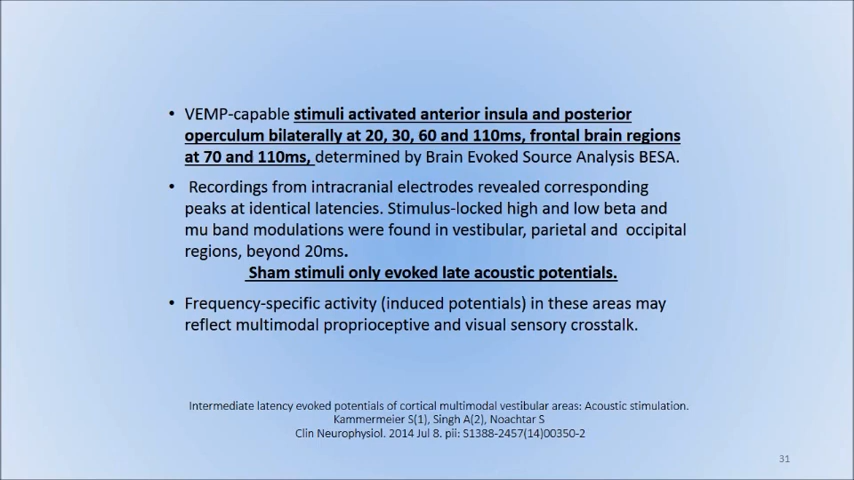 • VEMP-capable stimuli activated anterior insula and posterior
operculum bilaterally at 20, 30, 60 and 110ms, frontal brain regions
at 70 and 110ms, determined by Brain Evoked Source Analysis BESA.
• Recordings from intracranial electrodes revealed corresponding
peaks at identical latencies. Stimulus-locked high and low beta and
mu band modulations were found in vestibular, parietal and occipital
regions, beyond 20ms.
Sham stimuli only evoked late acoustic potentials.
• Frequency-specific activity (induced potentials) in these areas may
reflect multimodal proprioceptive and visual sensory crosstalk.
Intermediate latency evoked potentials of cortical multimodal vestibular areas: Acoustic stimulation.
Kammermeier S(1), Singh A(2), Noachtar S
Clin Neurophysiol. 2014 Jul 8. pii: S1388-2457(14)00350-2
31